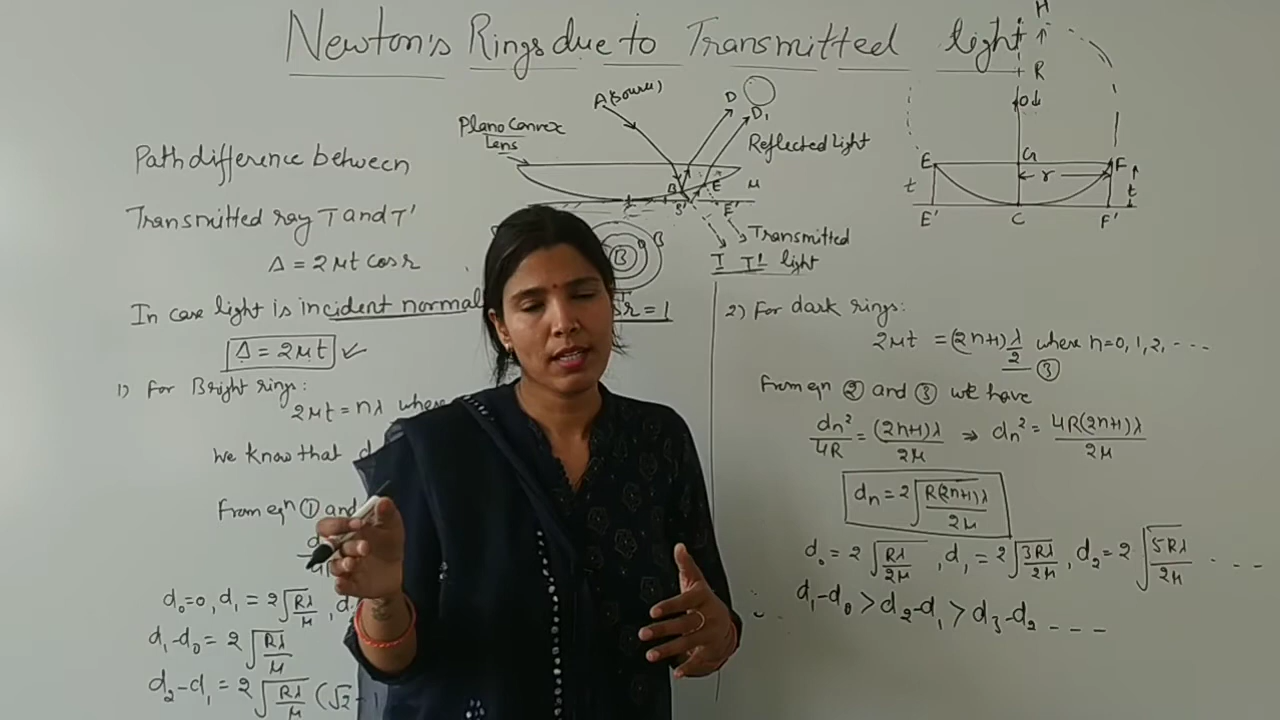 Newton's Rings due to Transmitted light
H
R
A(Source)
D
D₁
Plano Convex
Lens
Reflected light
Path difference between
E G F
r
B E μ
t
t
C S' E'
E' C F'
Transmitted ray T and T'
B
B
Transmitted
T T' light
Δ = 2μt cosr
In case light is incident normal
r = 1
Δ = 2μt ✓
1) For Bright rings:
2μt = nλ where
We know that d
From eqⁿ ① and
d₀=0, d₁ = 2√(Rλ/μ), d
d₁-d₀ = 2√(Rλ/μ)
d₂-d₁ = 2√(Rλ/μ) (√2-1
2) For dark rings:
2μt = (2n+1)λ/2 where n=0, 1, 2, ---
③
From eqn ② and ③ we have
dn²/4R = (2n+1)λ/2μ ⇒ dn² = 4R(2n+1)λ/2μ
dn = 2√(R(2n+1)λ/2μ)
d₀ = 2√(Rλ/2μ), d₁ = 2√(3Rλ/2μ), d₂ = 2√(5Rλ/2μ) ---
∴ d₁-d₀ > d₂-d₁ > d₃-d₂ ---